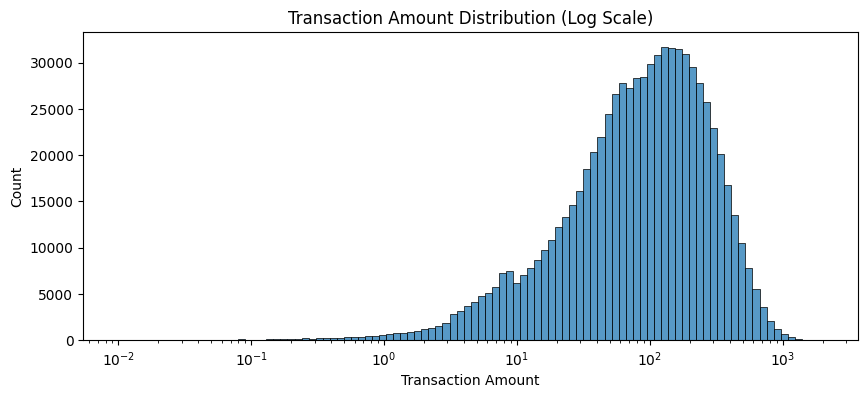 Transaction Amount Distribution (Log Scale)
Count
30000
25000
20000
15000
10000
5000
0
10⁻² 10⁻¹ 10⁰ 10¹ 10² 10³
Transaction Amount